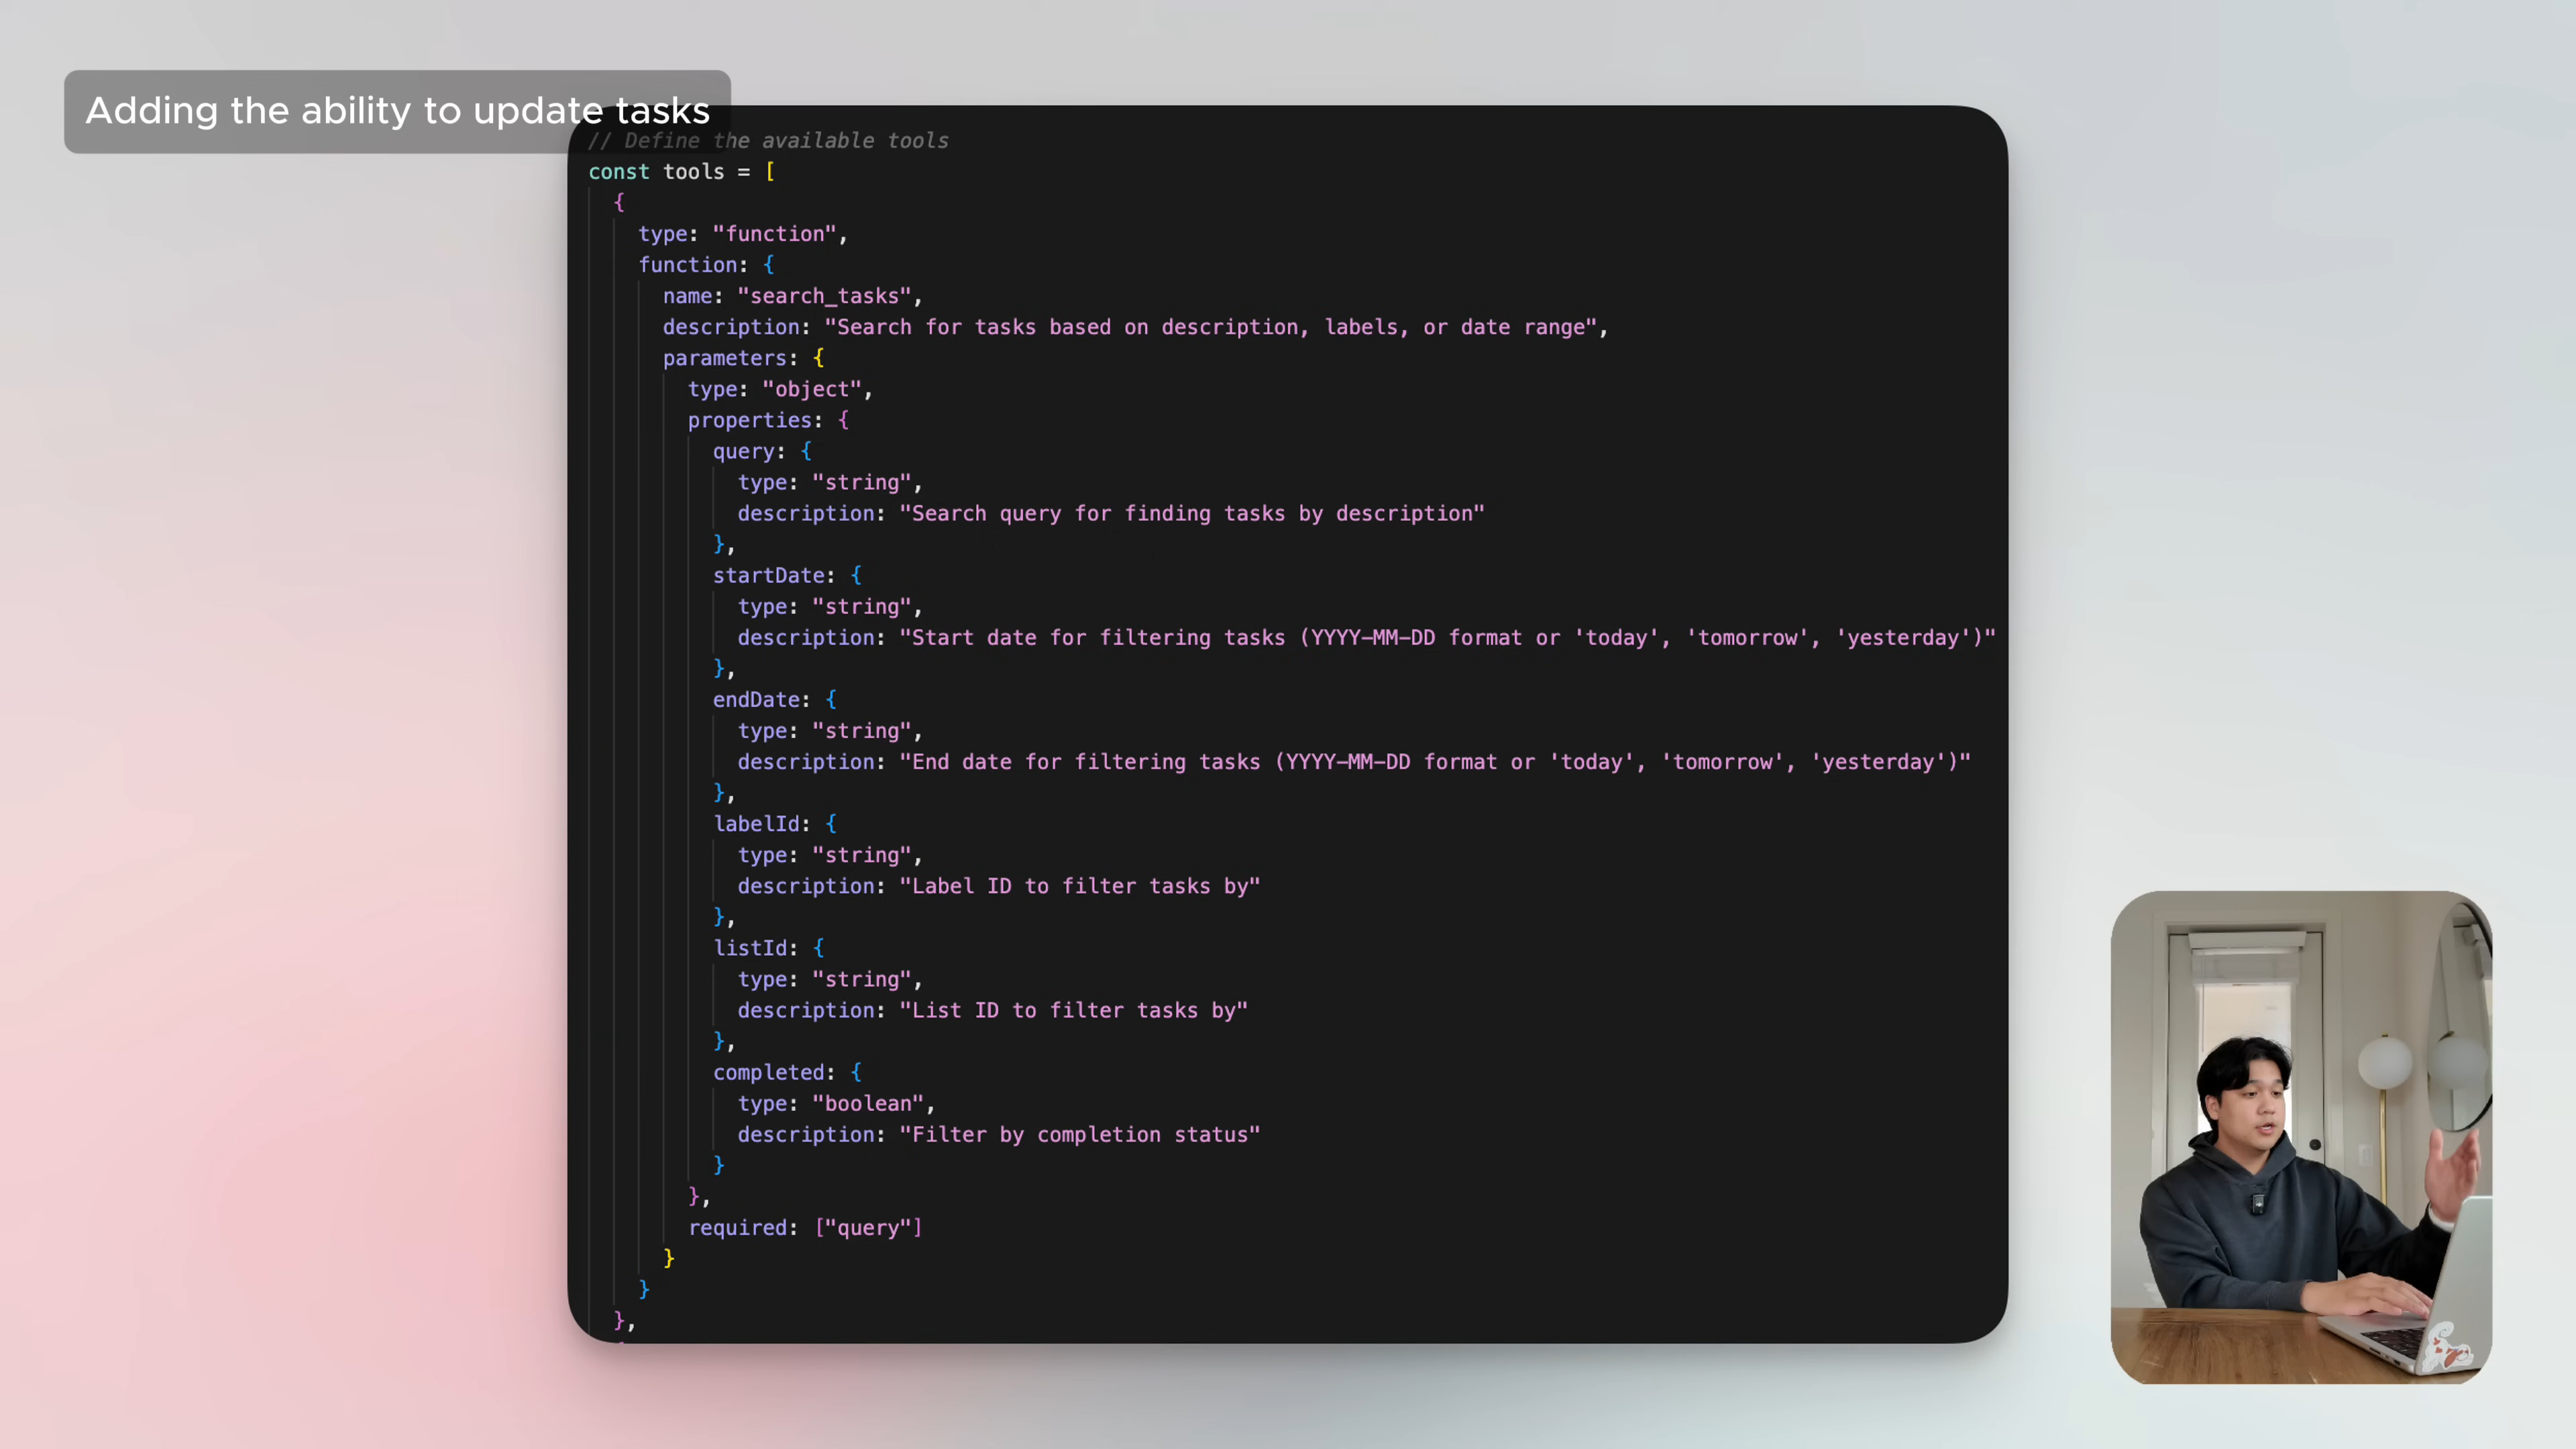 Adding the ability to update tasks
// Define the available tools
const tools = [
{
type: "function",
function: {
name: "search_tasks",
description: "Search for tasks based on description, labels, or date range",
parameters: {
type: "object",
properties: {
query: {
type: "string",
description: "Search query for finding tasks by description"
},
startDate: {
type: "string",
description: "Start date for filtering tasks (YYYY-MM-DD format or 'today', 'tomorrow', 'yesterday')"
},
endDate: {
type: "string",
description: "End date for filtering tasks (YYYY-MM-DD format or 'today', 'tomorrow', 'yesterday')"
},
labelId: {
type: "string",
description: "Label ID to filter tasks by"
},
listId: {
type: "string",
description: "List ID to filter tasks by"
},
completed: {
type: "boolean",
description: "Filter by completion status"
}
},
required: ["query"]
}
}
},